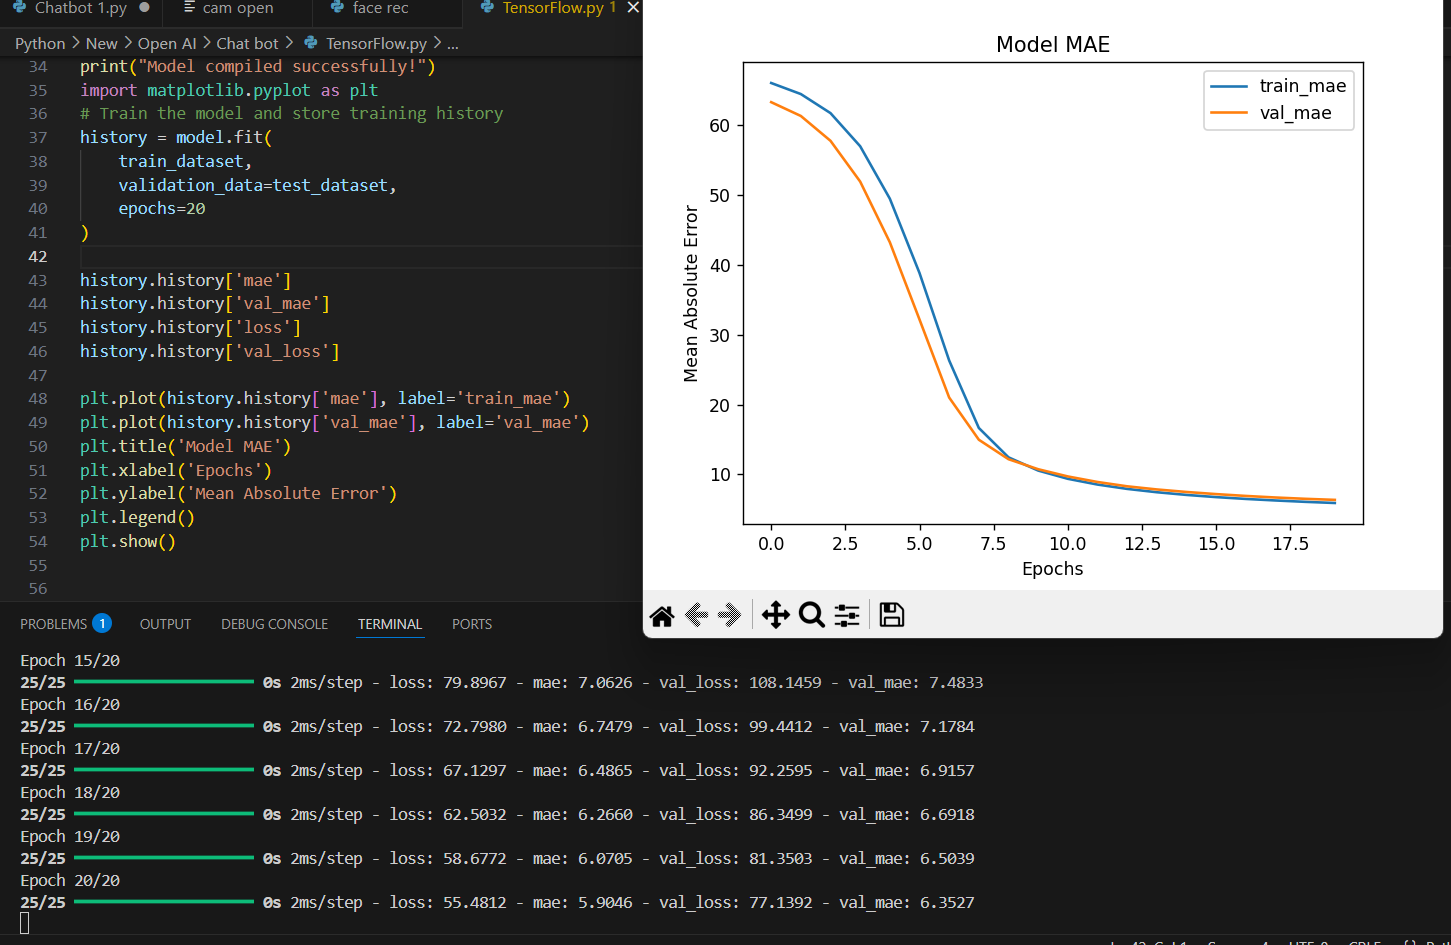 Chatbot 1.py
cam open
face rec
TensorFlow.py 1
Python > New > Open AI > Chat bot > TensorFlow.py > ...
34 print("Model compiled successfully!")
35 import matplotlib.pyplot as plt
36 # Train the model and store training history
37 history = model.fit(
38     train_dataset,
39     validation_data=test_dataset,
40     epochs=20
41 )
42
43 history.history['mae']
44 history.history['val_mae']
45 history.history['loss']
46 history.history['val_loss']
47
48 plt.plot(history.history['mae'], label='train_mae')
49 plt.plot(history.history['val_mae'], label='val_mae')
50 plt.title('Model MAE')
51 plt.xlabel('Epochs')
52 plt.ylabel('Mean Absolute Error')
53 plt.legend()
54 plt.show()
55
56
Model MAE
train_mae
val_mae
Mean Absolute Error
60
50
40
30
20
10
0.0 2.5 5.0 7.5 10.0 12.5 15.0 17.5
Epochs
PROBLEMS 1 OUTPUT DEBUG CONSOLE TERMINAL PORTS
Epoch 15/20
25/25 0s 2ms/step - loss: 79.8967 - mae: 7.0626 - val_loss: 108.1459 - val_mae: 7.4833
Epoch 16/20
25/25 0s 2ms/step - loss: 72.7980 - mae: 6.7479 - val_loss: 99.4412 - val_mae: 7.1784
Epoch 17/20
25/25 0s 2ms/step - loss: 67.1297 - mae: 6.4865 - val_loss: 92.2595 - val_mae: 6.9157
Epoch 18/20
25/25 0s 2ms/step - loss: 62.5032 - mae: 6.2660 - val_loss: 86.3499 - val_mae: 6.6918
Epoch 19/20
25/25 0s 2ms/step - loss: 58.6772 - mae: 6.0705 - val_loss: 81.3503 - val_mae: 6.5039
Epoch 20/20
25/25 0s 2ms/step - loss: 55.4812 - mae: 5.9046 - val_loss: 77.1392 - val_mae: 6.3527